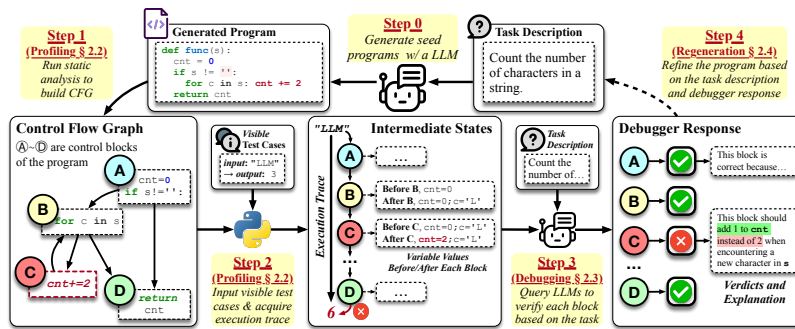 Step 1
(Profiling § 2.2)
Run static
analysis to
build CFG
Generated Program
def func(s):
cnt = 0
if s != '':
for c in s: cnt += 2
return cnt
Step 0
Generate seed
programs w/ a LLM
Task Description
Count the number
of characters in a
string.
Step 4
(Regeneration § 2.4)
Refine the program based
on the task description
and debugger response
Control Flow Graph
Ⓐ~Ⓓ are control blocks
of the program
A
cnt=0
if s!='':
B
for c in s
C
cnt+=2
D
return
cnt
Visible
Test Cases
input: "LLM"
→ output: 3
Step 2
(Profiling § 2.2)
Input visible test
cases & acquire
execution trace
Intermediate States
"LLM"
Execution Trace
A
...
B
Before B, cnt=0
After B, cnt=0;c='L'
C
Before C, cnt=0;c='L'
After C, cnt=2;c='L'
...
Variable Values
Before/After Each Block
D
...
6
Task
Description
Count the
number of…
Step 3
(Debugging § 2.3)
Query LLMs to
verify each block
based on the task
Debugger Response
A
This block is
correct because…
B
C
This block should
add 1 to cnt
instead of 2 when
encountering a
new character in s
...
D
Verdicts and
Explanation